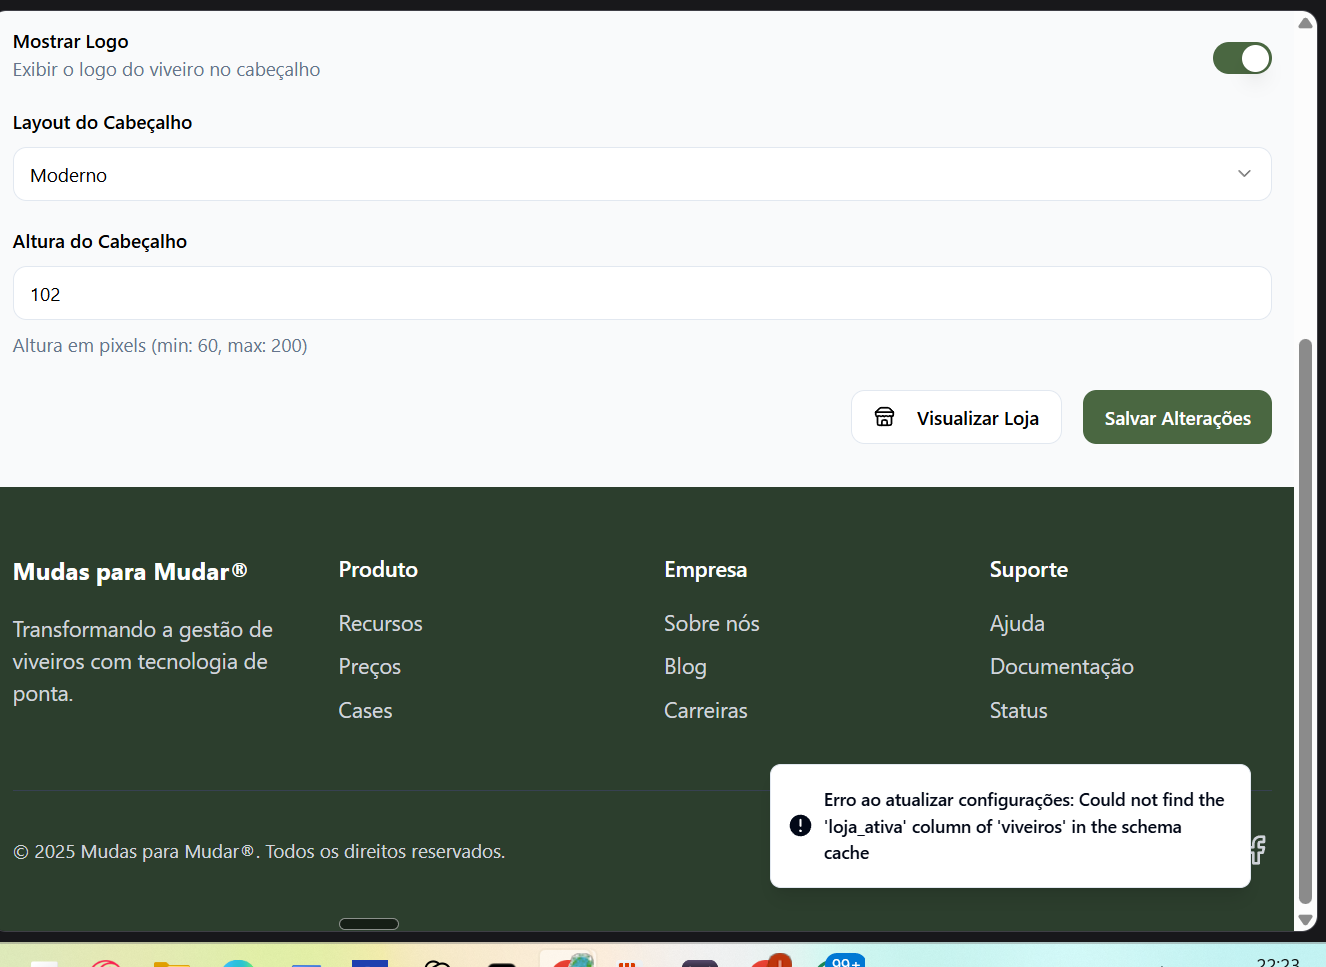 Mostrar Logo
Exibir o logo do viveiro no cabeçalho
Layout do Cabeçalho
Moderno
Altura do Cabeçalho
102
Altura em pixels (min: 60, max: 200)
Visualizar Loja
Salvar Alterações
Mudas para Mudar®
Transformando a gestão de
viveiros com tecnologia de
ponta.
Produto
Recursos
Preços
Cases
Empresa
Sobre nós
Blog
Carreiras
Suporte
Ajuda
Documentação
Status
Erro ao atualizar configurações: Could not find the
'loja_ativa' column of 'viveiros' in the schema
cache
© 2025 Mudas para Mudar®. Todos os direitos reservados.
99+
22:23